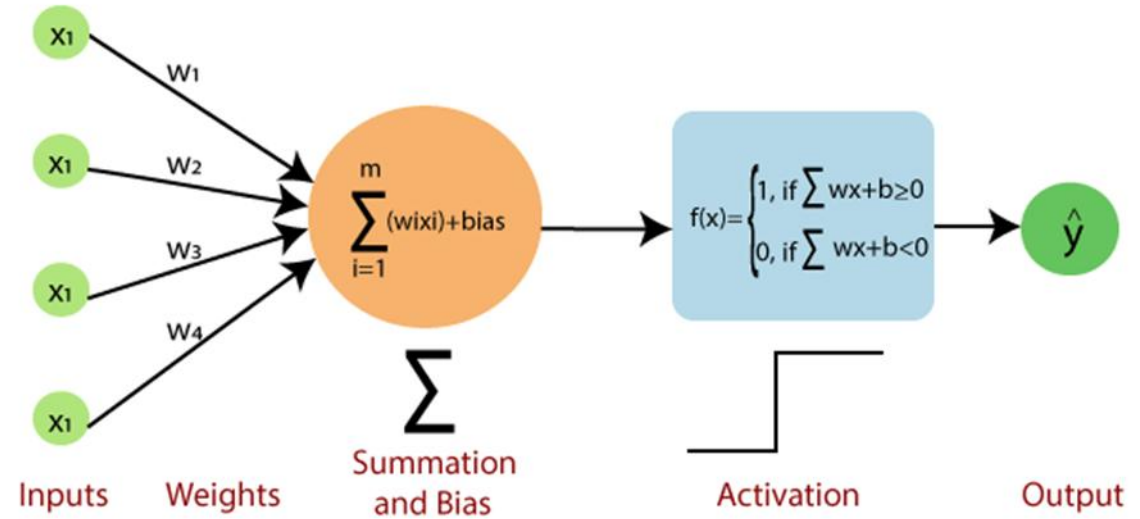 x1
w1
x1
w2
x1
w3
x1
w4
m
∑(wixi)+bias
i=1
f(x)={1, if ∑ wx+b≥0
0, if ∑ wx+b<0
ŷ
∑
Inputs
Weights
Summation
and Bias
Activation
Output